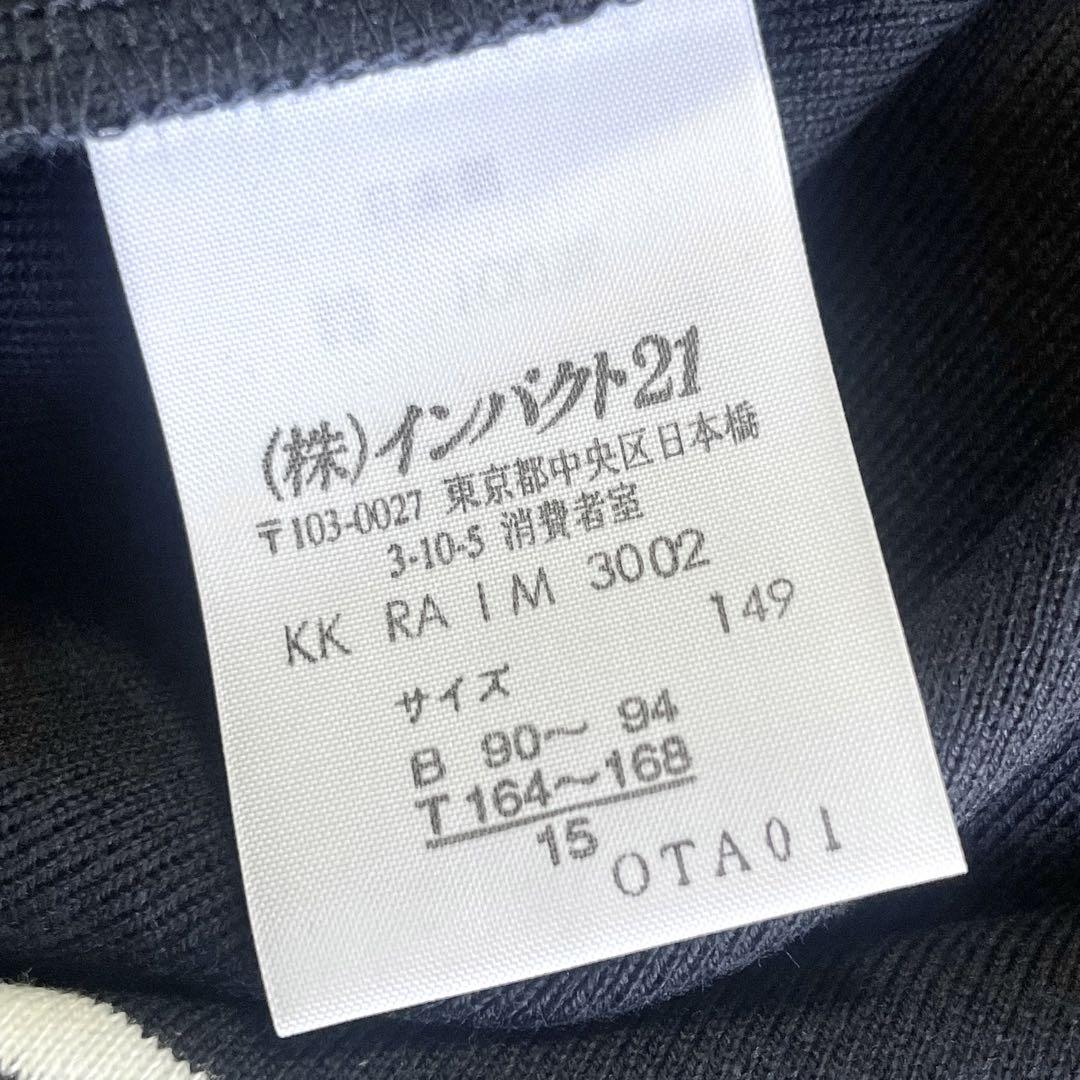 (株)インパクト21
〒103-0027 東京都中央区日本橋
3-10-5 消費者室
KK RA IM 3002
149
サイズ
B 90～ 94
T 164～168
15
OTA01